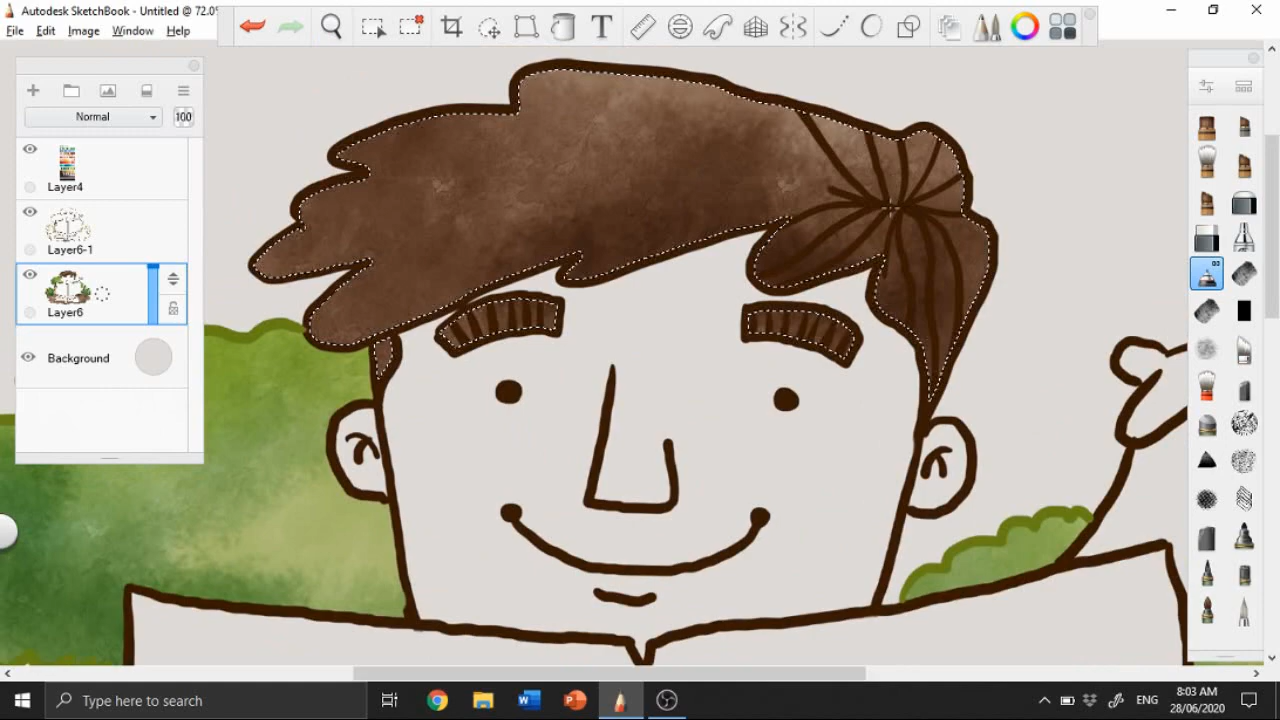 Autodesk SketchBook - Untitled @ 72.0
File Edit Image Window Help
Normal 100
Layer4
Layer6-1
Layer6
Background
T
Type here to search
ENG
8:03 AM
28/06/2020